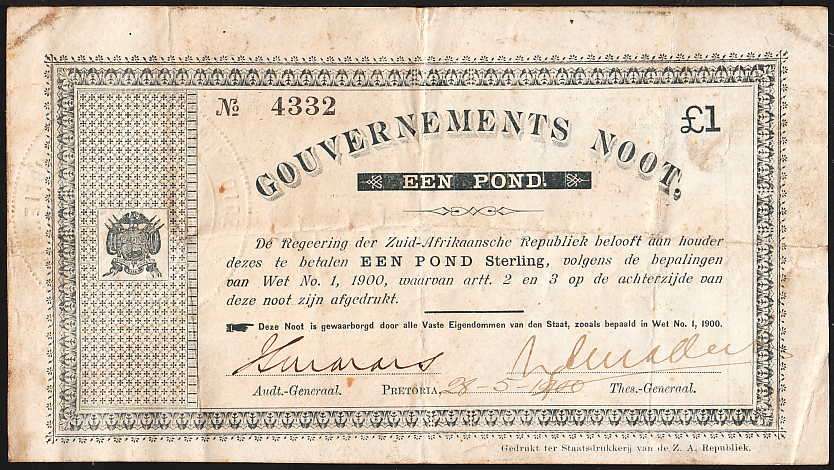 No 4332
£1
GOUVERNEMENTS NOOT,
EEN POND.
De Regeering der Zuid-Afrikaansche Republiek belooft aan houder
dezes te betalen EEN POND Sterling, volgens de bepalingen
van Wet No. 1, 1900, waarvan artt. 2 en 3 op de achterzijde van
deze noot zijn afgedrukt.
Deze Noot is gewaarborgd door alle Vaste Eigendommen van den Staat, zooals bepaald in Wet No. 1, 1900.
Audt.-Generaal. PRETORIA, 28-5-1900 Thes.-Generaal.
Gedrukt ter Staatsdrukkerij van de Z. A. Republiek.